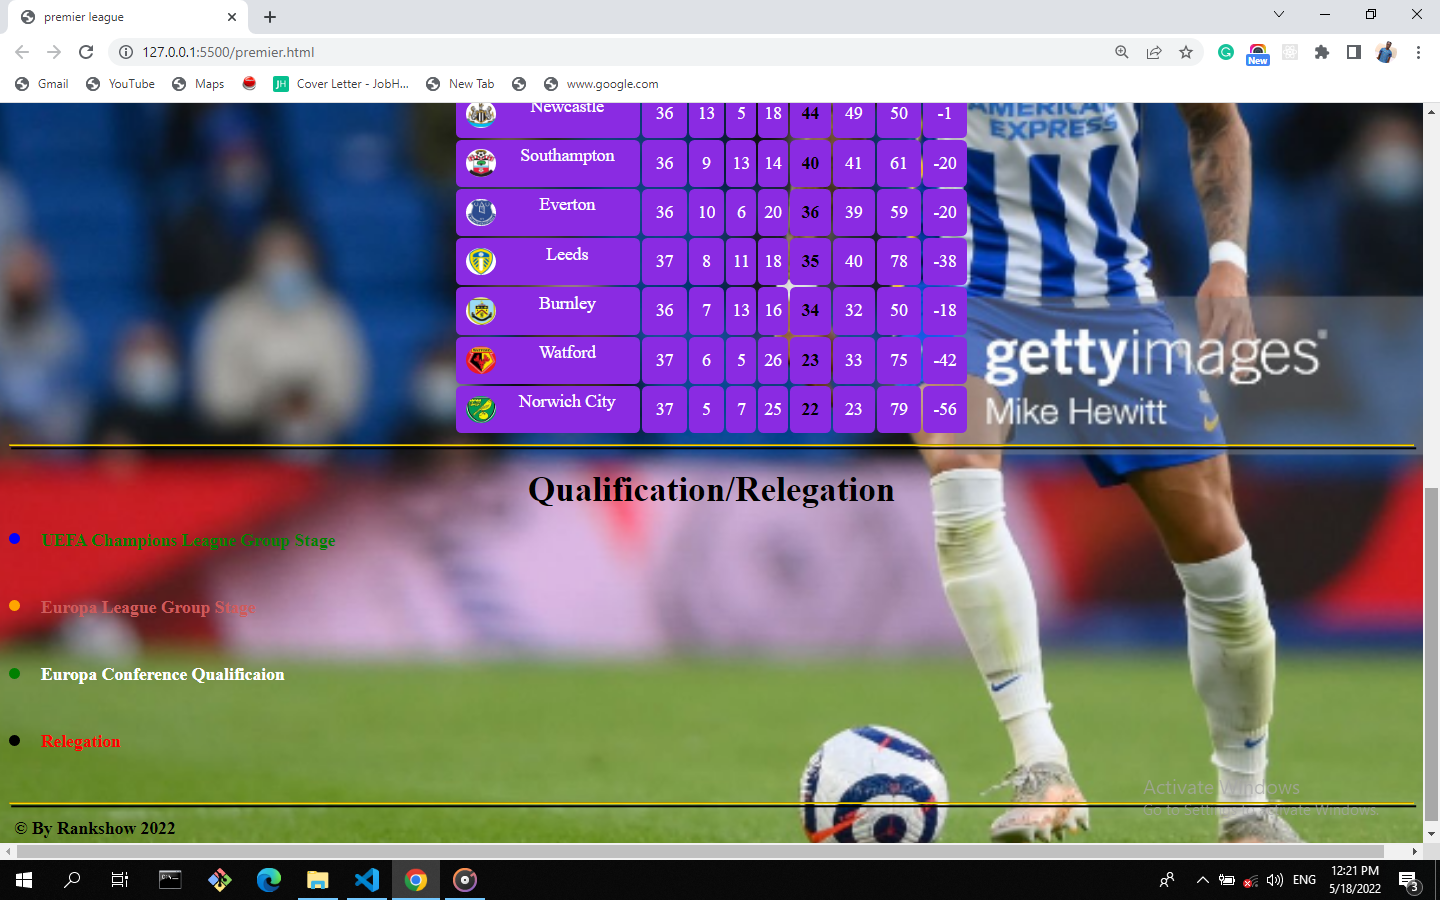 premier league
127.0.0.1:5500/premier.html
New
Gmail YouTube Maps JH Cover Letter - JobH... New Tab www.google.com
AMERICAN
EXPRESS
Newcastle 36 13 5 18 44 49 50 -1
Southampton 36 9 13 14 40 41 61 -20
Everton 36 10 6 20 36 39 59 -20
Leeds 37 8 11 18 35 40 78 -38
Burnley 36 7 13 16 34 32 50 -18
Watford 37 6 5 26 23 33 75 -42
Norwich City 37 5 7 25 22 23 79 -56
gettyimages®
Mike Hewitt
Qualification/Relegation
UEFA Champions League Group Stage
Europa League Group Stage
Europa Conference Qualificaion
Relegation
Activate Windows
Go to Settings to activate Windows.
© By Rankshow 2022
ENG
12:21 PM
5/18/2022
3